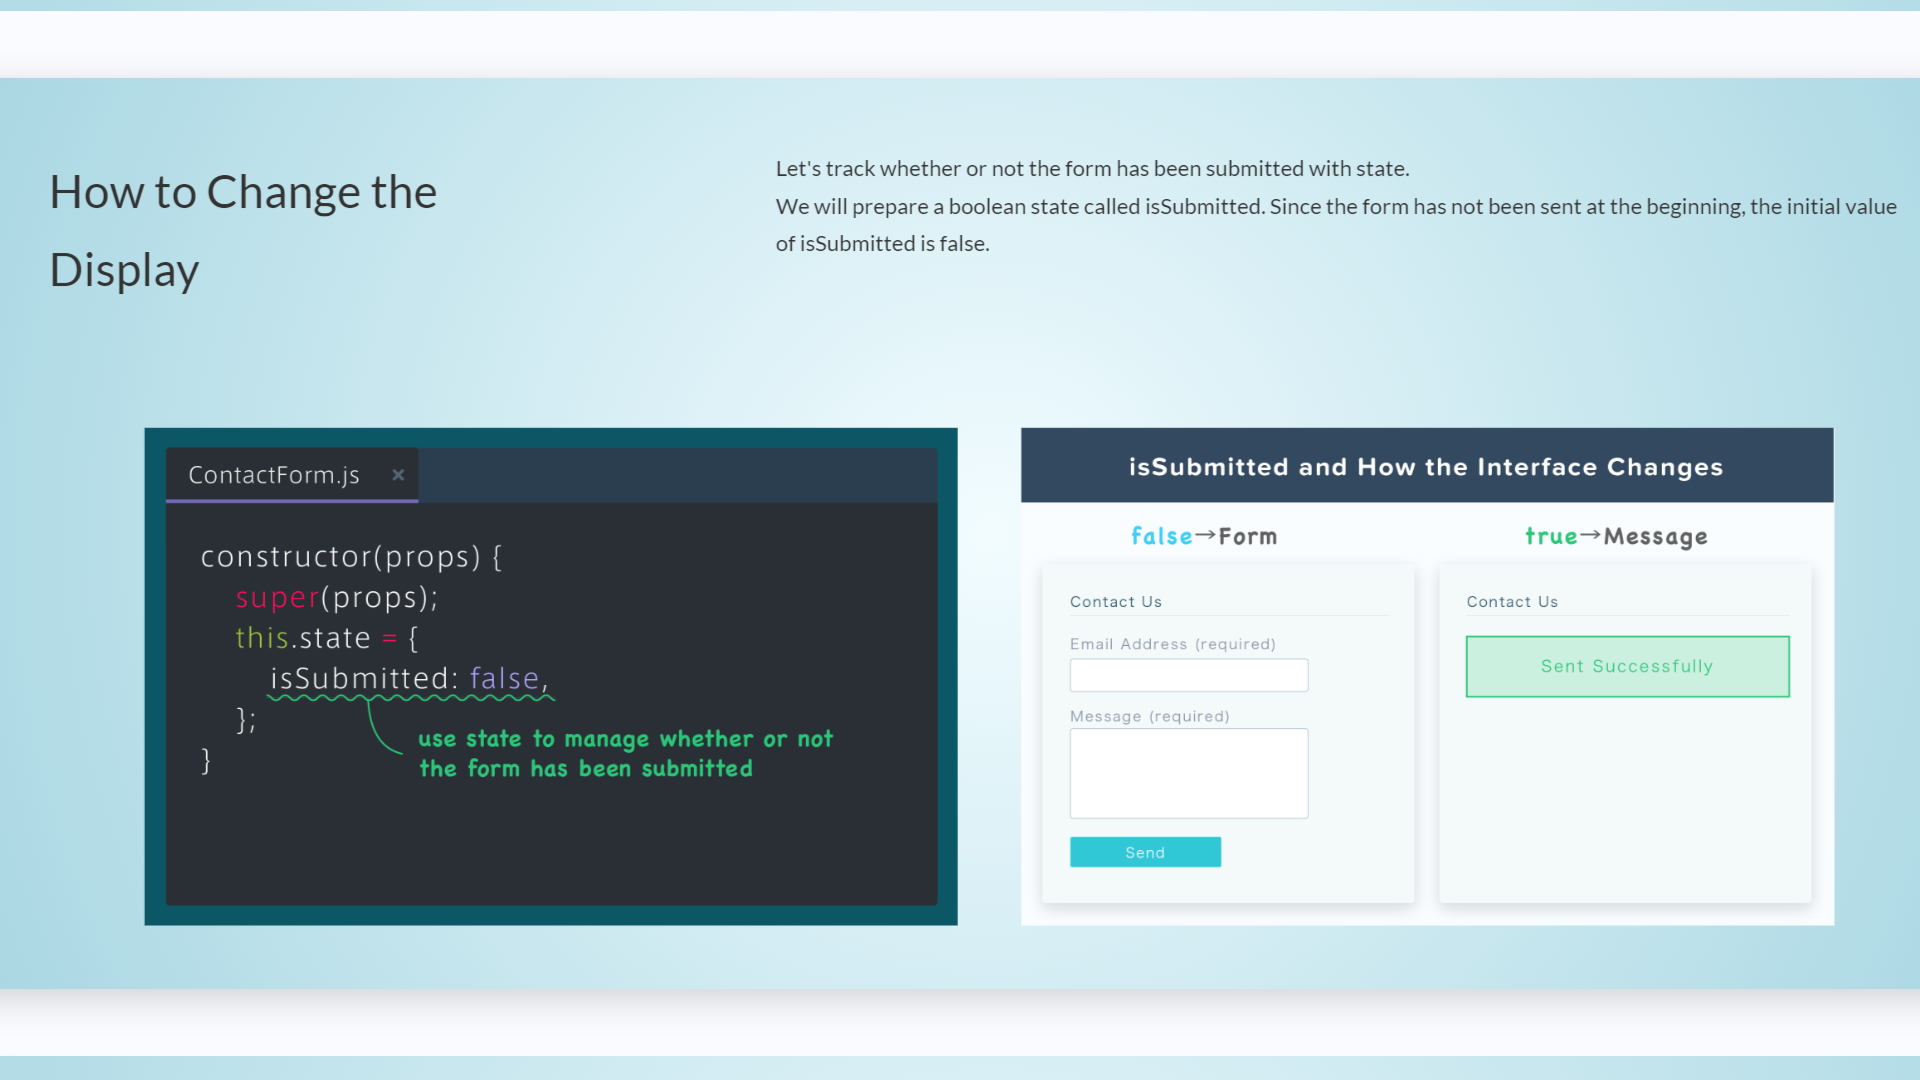 How to Change the
Display
Let's track whether or not the form has been submitted with state.
We will prepare a boolean state called isSubmitted. Since the form has not been sent at the beginning, the initial value
of isSubmitted is false.
ContactForm.js ×
constructor(props) {
super(props);
this.state = {
isSubmitted: false,
};
}
use state to manage whether or not
the form has been submitted
isSubmitted and How the Interface Changes
false→Form
Contact Us
Email Address (required)
Message (required)
Send
true→Message
Contact Us
Sent Successfully